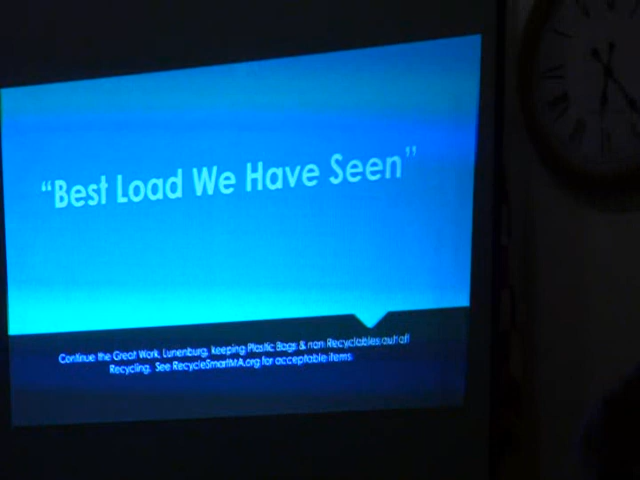 “Best Load We Have Seen”
Continue the Great Work, Lunenburg, keeping Plastic Bags & non Recyclables out of
Recycling. See RecycleSmartMA.org for acceptable items